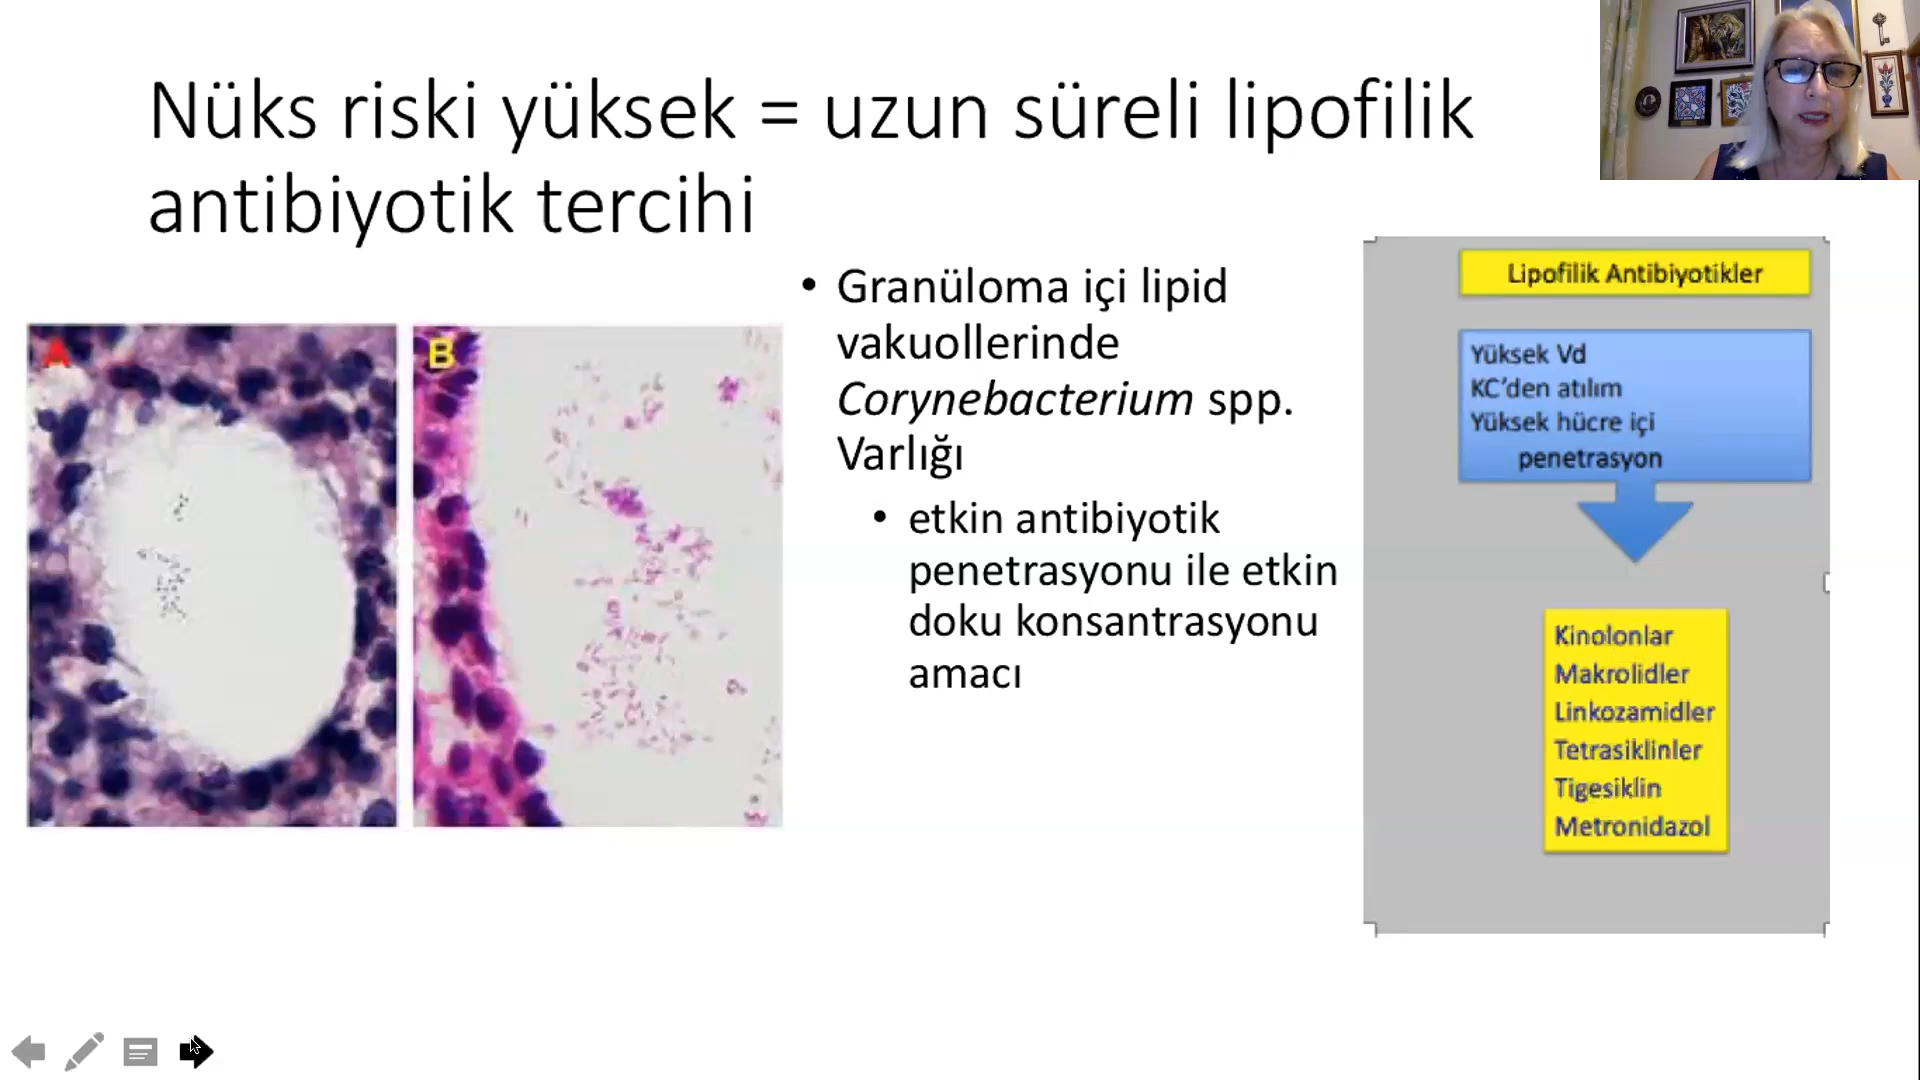 Nüks riski yüksek = uzun süreli lipofilik
antibiyotik tercihi
A
B
• Granüloma içi lipid
vakuollerinde
Corynebacterium spp.
Varlığı
• etkin antibiyotik
penetrasyonu ile etkin
doku konsantrasyonu
amacı
Lipofilik Antibiyotikler
Yüksek Vd
KC'den atılım
Yüksek hücre içi
penetrasyon
Kinolonlar
Makrolidler
Linkozamidler
Tetrasiklinler
Tigesiklin
Metronidazol